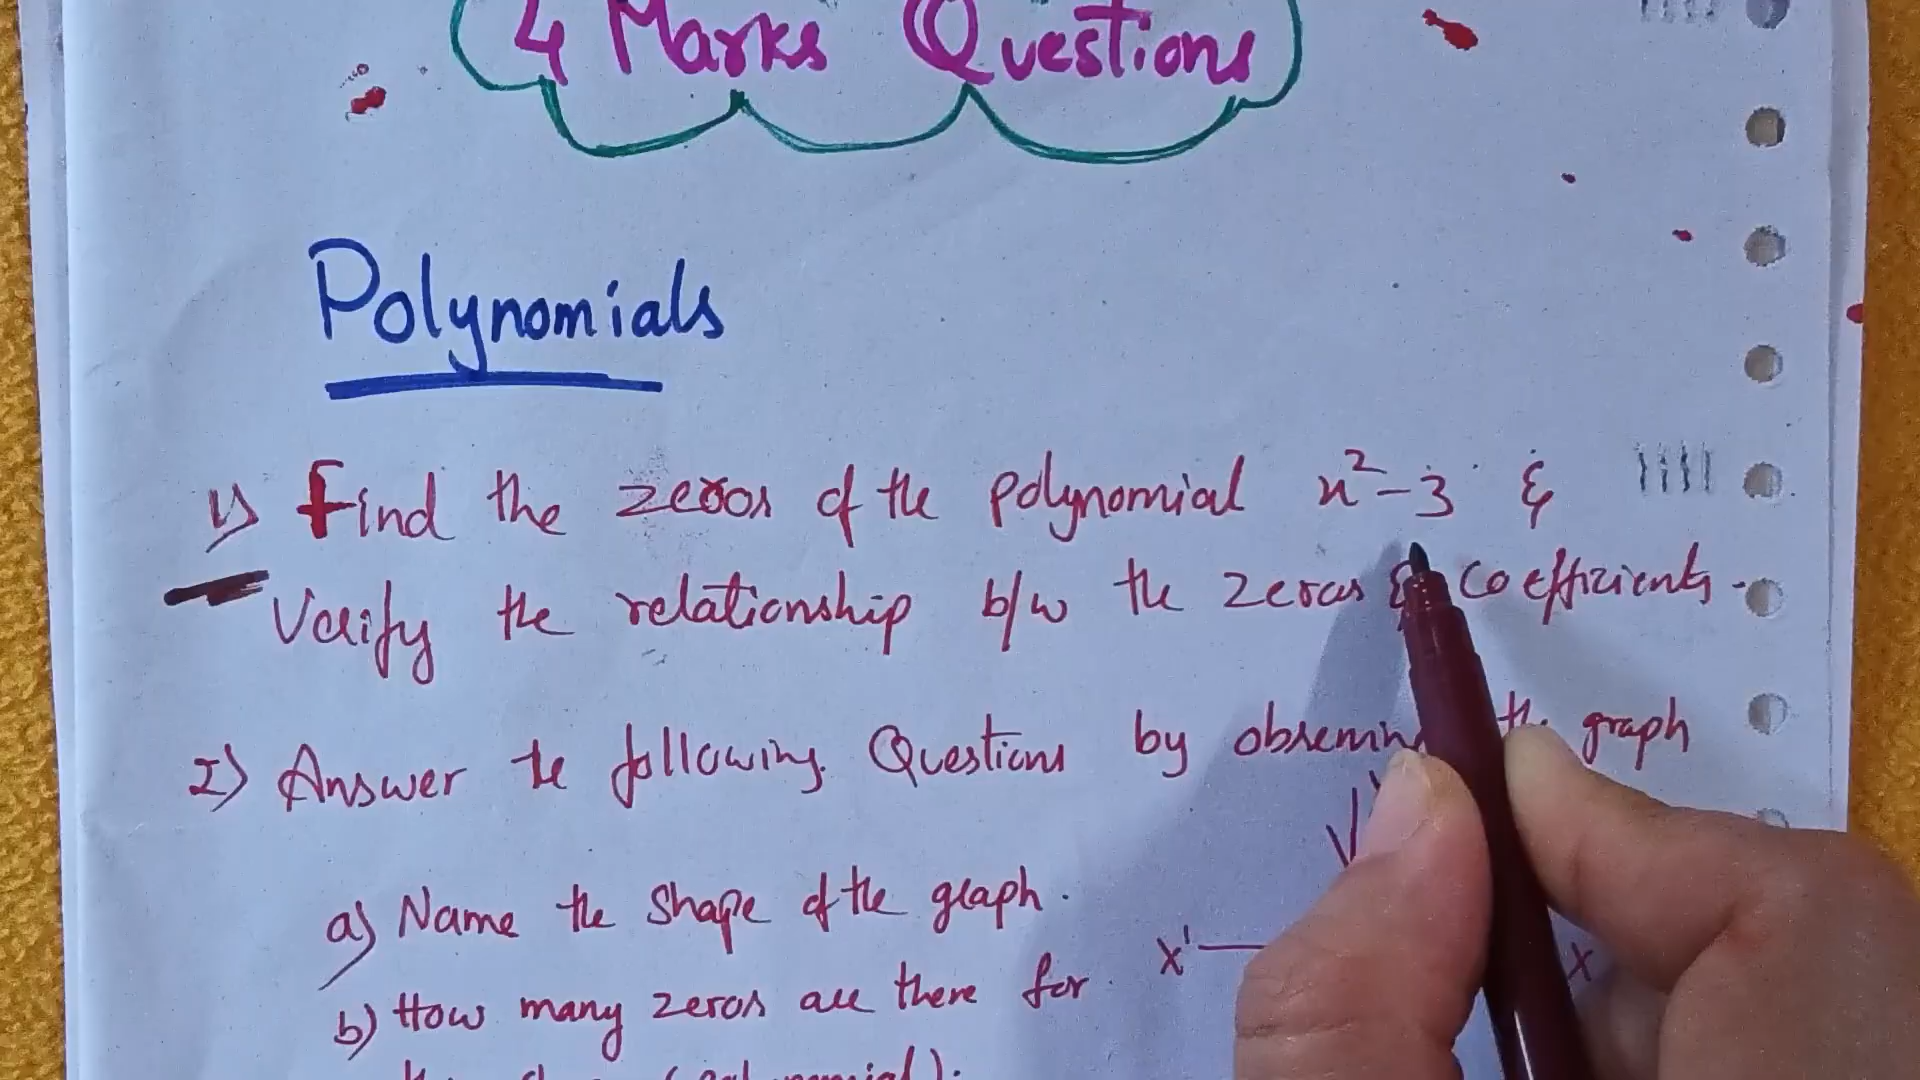 4 Marks Questions
Polynomials
1) Find the zeros of the polynomial x²-3 &
Verify the relationship b/w the zeros & coefficients.
2) Answer the following Questions by the graph
a) Name the shape of the graph.
b) How many zeros are there for
X' X